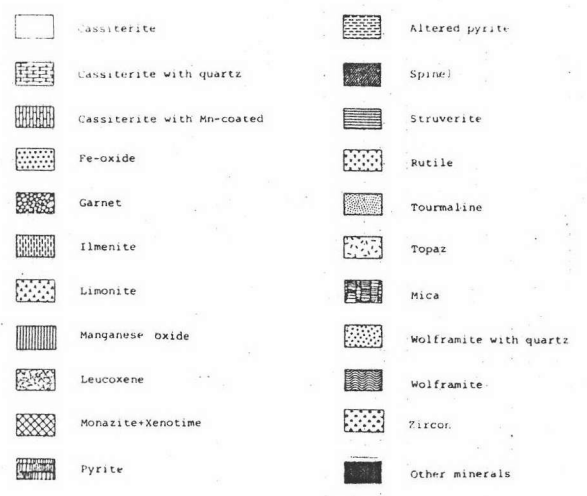 Cassiterite
Cassiterite with quartz
Cassiterite with Mn-coated
Fe-oxide
Garnet
Ilmenite
Limonite
Manganese oxide
Leucoxene
Monazite+Xenotime
Pyrite
Altered pyrite
Spinel
Struverite
Rutile
Tourmaline
Topaz
Mica
Wolframite with quartz
Wolframite
Zircon
Other minerals